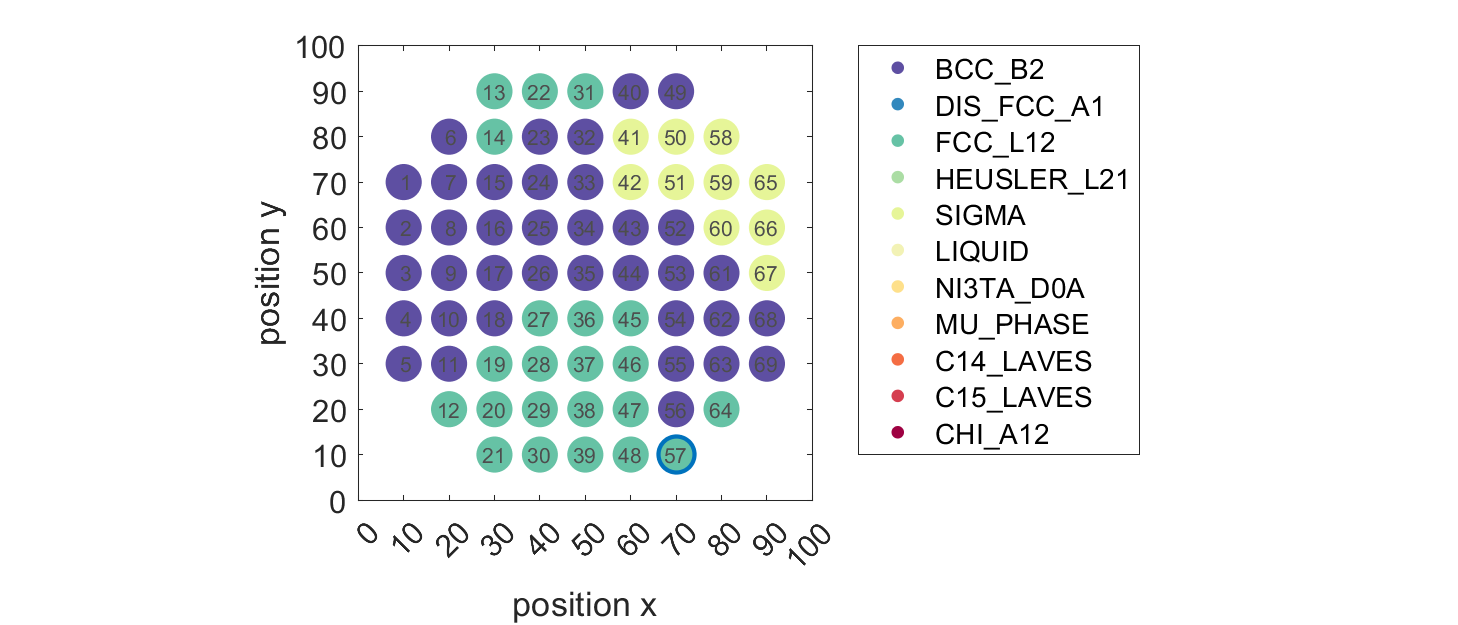 100
90
80
70
60
50
40
30
20
10
0
position y
13 22 31 40 49
6 14 23 32 41 50 58
1 7 15 24 33 42 51 59 65
2 8 16 25 34 43 52 60 66
3 9 17 26 35 44 53 61 67
4 10 18 27 36 45 54 62 68
5 11 19 28 37 46 55 63 69
12 20 29 38 47 56 64
21 30 39 48 57
0 10 20 30 40 50 60 70 80 90 100
position x
BCC_B2
DIS_FCC_A1
FCC_L12
HEUSLER_L21
SIGMA
LIQUID
NI3TA_D0A
MU_PHASE
C14_LAVES
C15_LAVES
CHI_A12